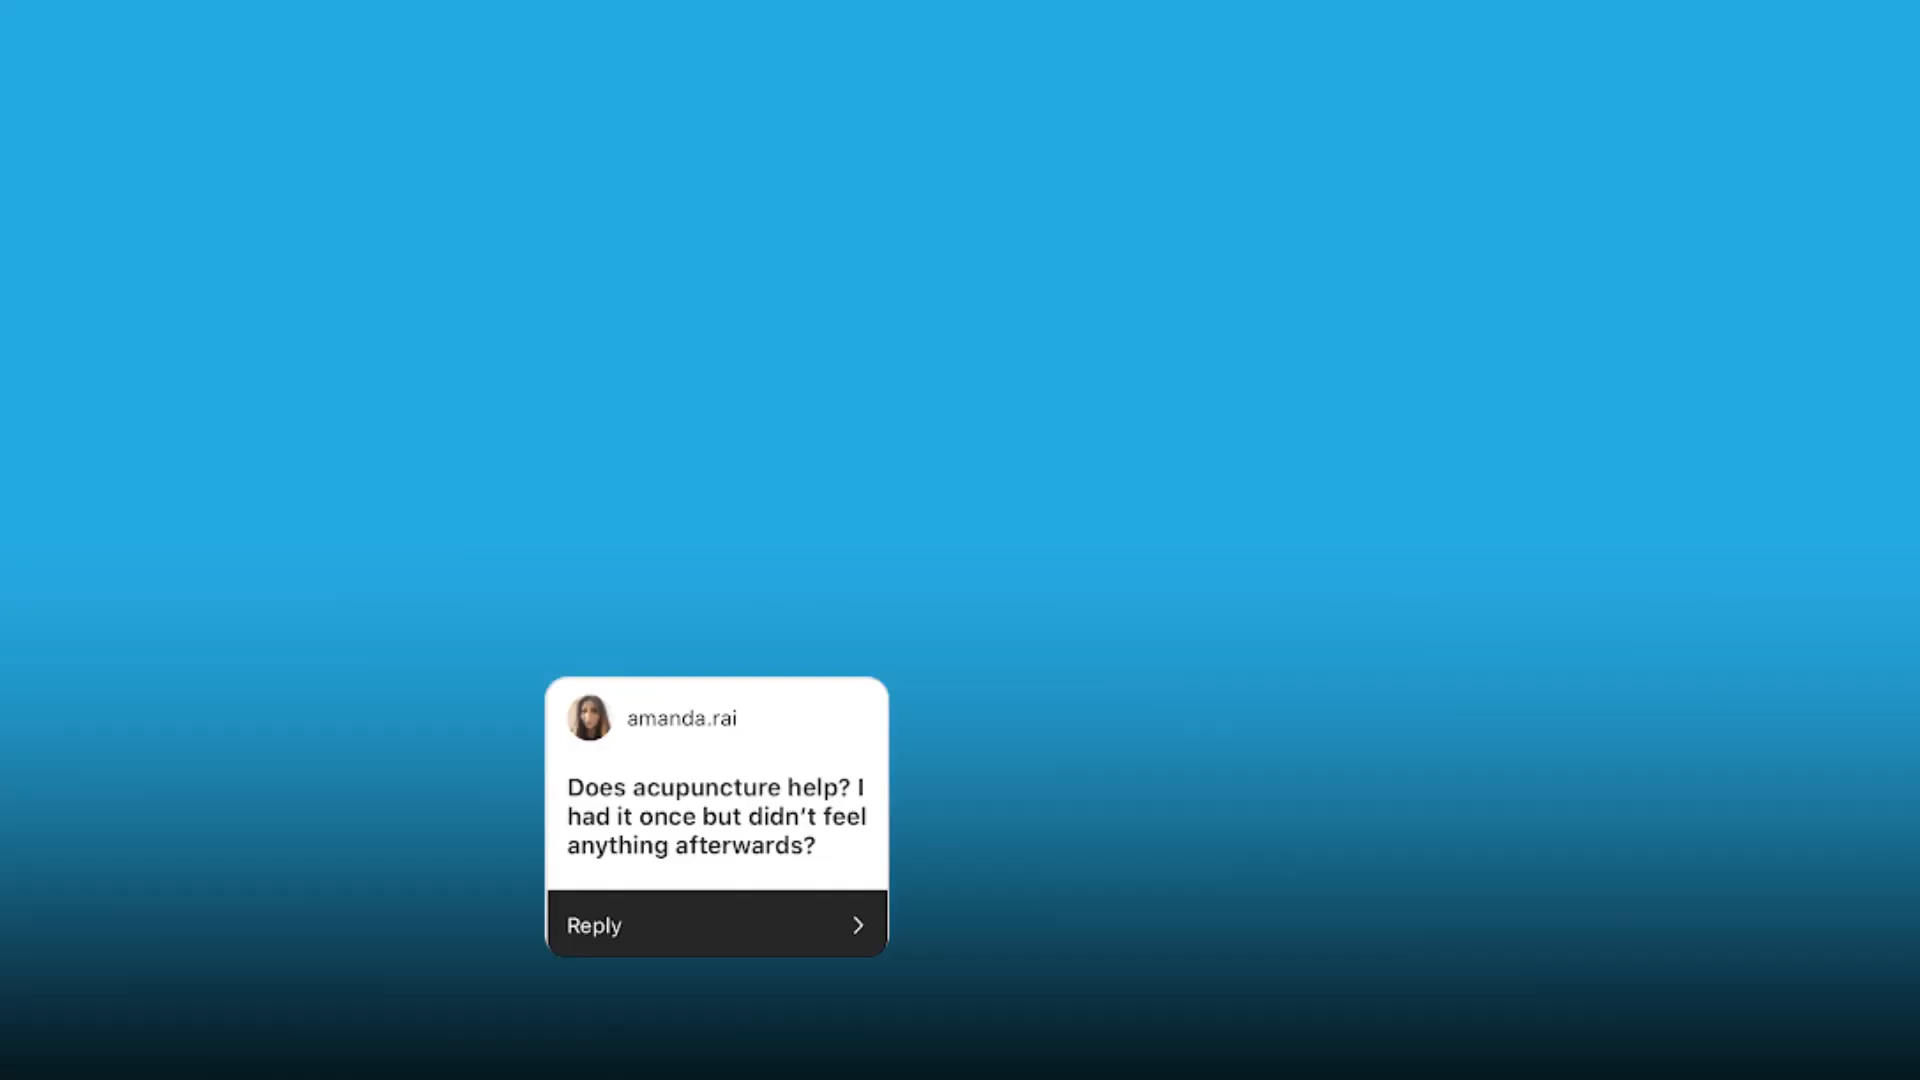 amanda.rai
Does acupuncture help? I
had it once but didn’t feel
anything afterwards?
Reply